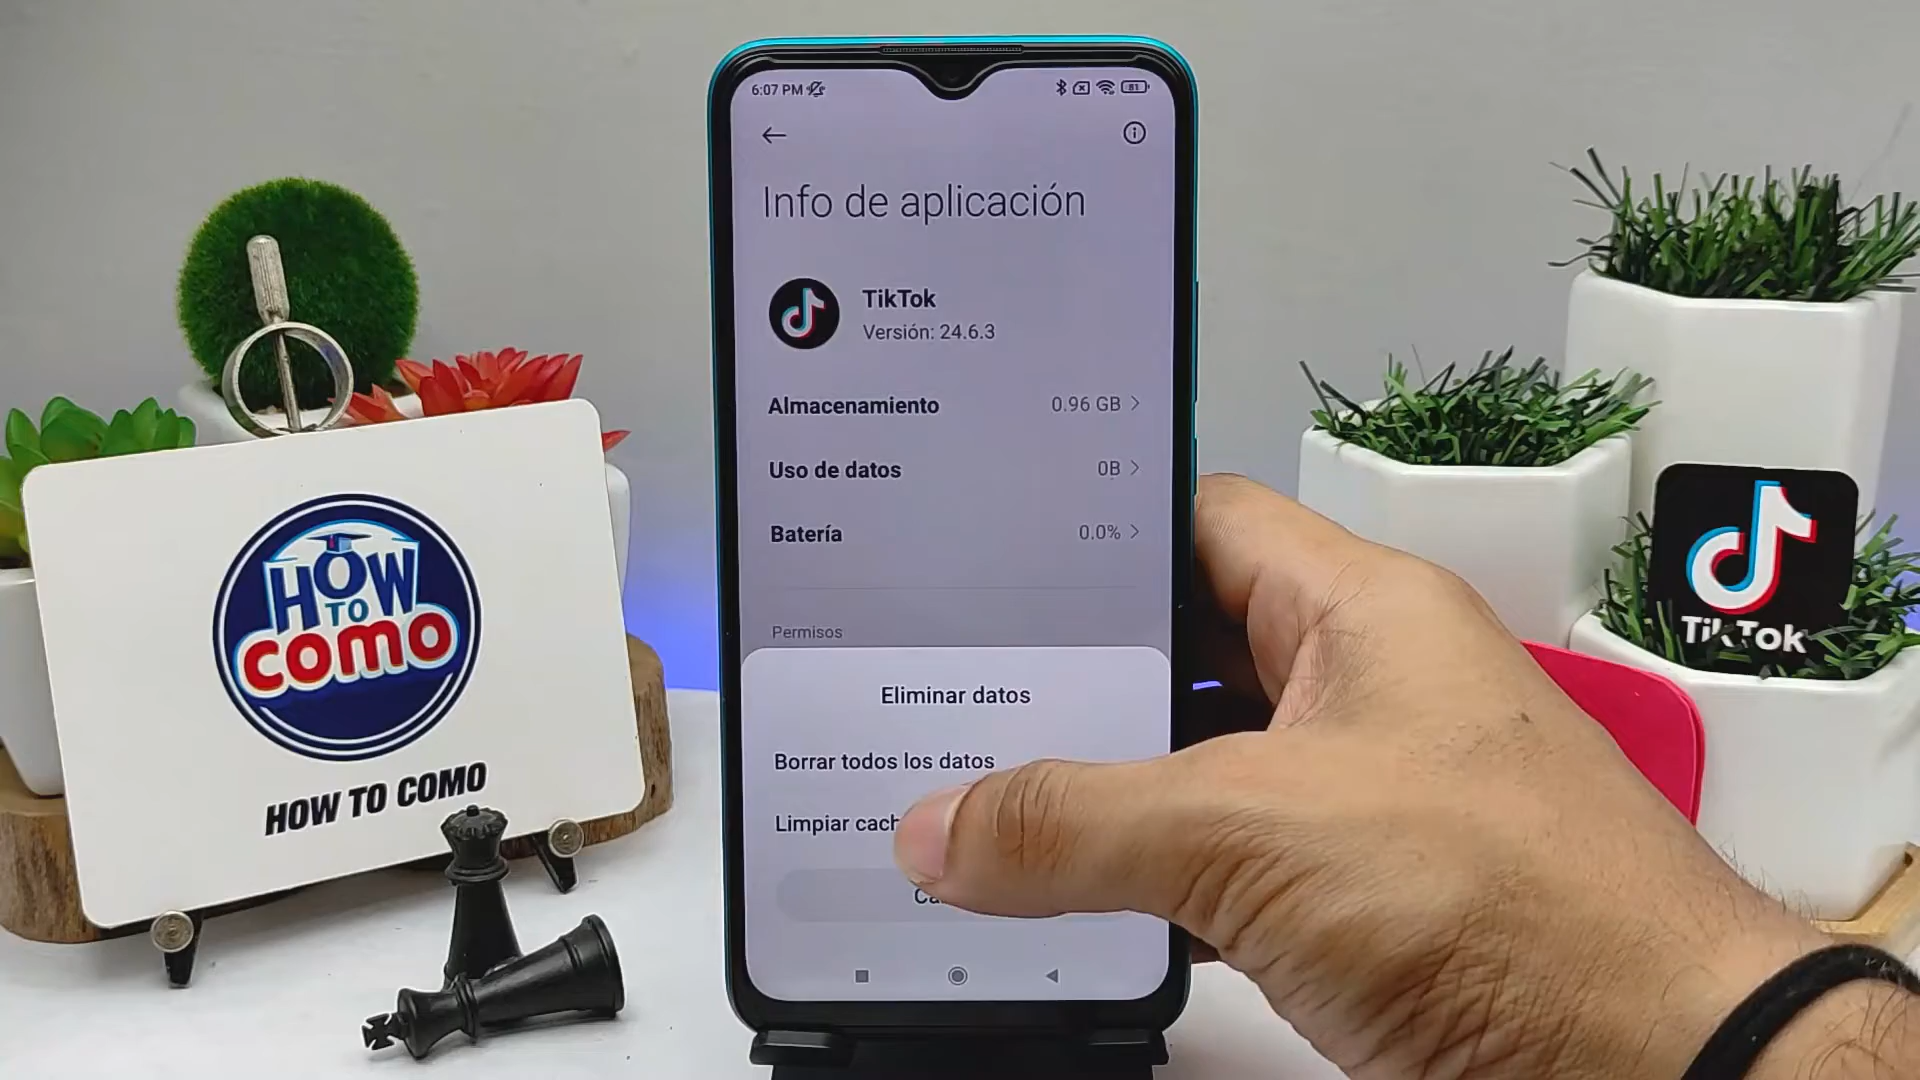 6:07 PM
81
Info de aplicación
TikTok
Versión: 24.6.3
Almacenamiento 0.96 GB
Uso de datos 0B
Batería 0.0%
Permisos
Eliminar datos
Borrar todos los datos
Limpiar
HOW
TO
como
HOW TO COMO
TikTok